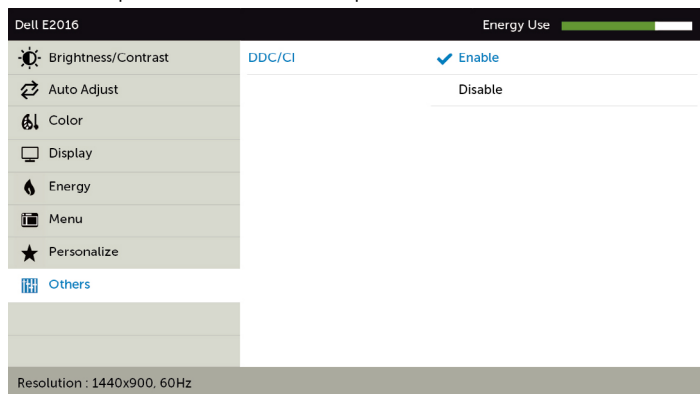 Dell E2016 Energy Use
Brightness/Contrast DDC/CI Enable
Auto Adjust Disable
Color
Display
Energy
Menu
Personalize
Others
Resolution : 1440x900, 60Hz